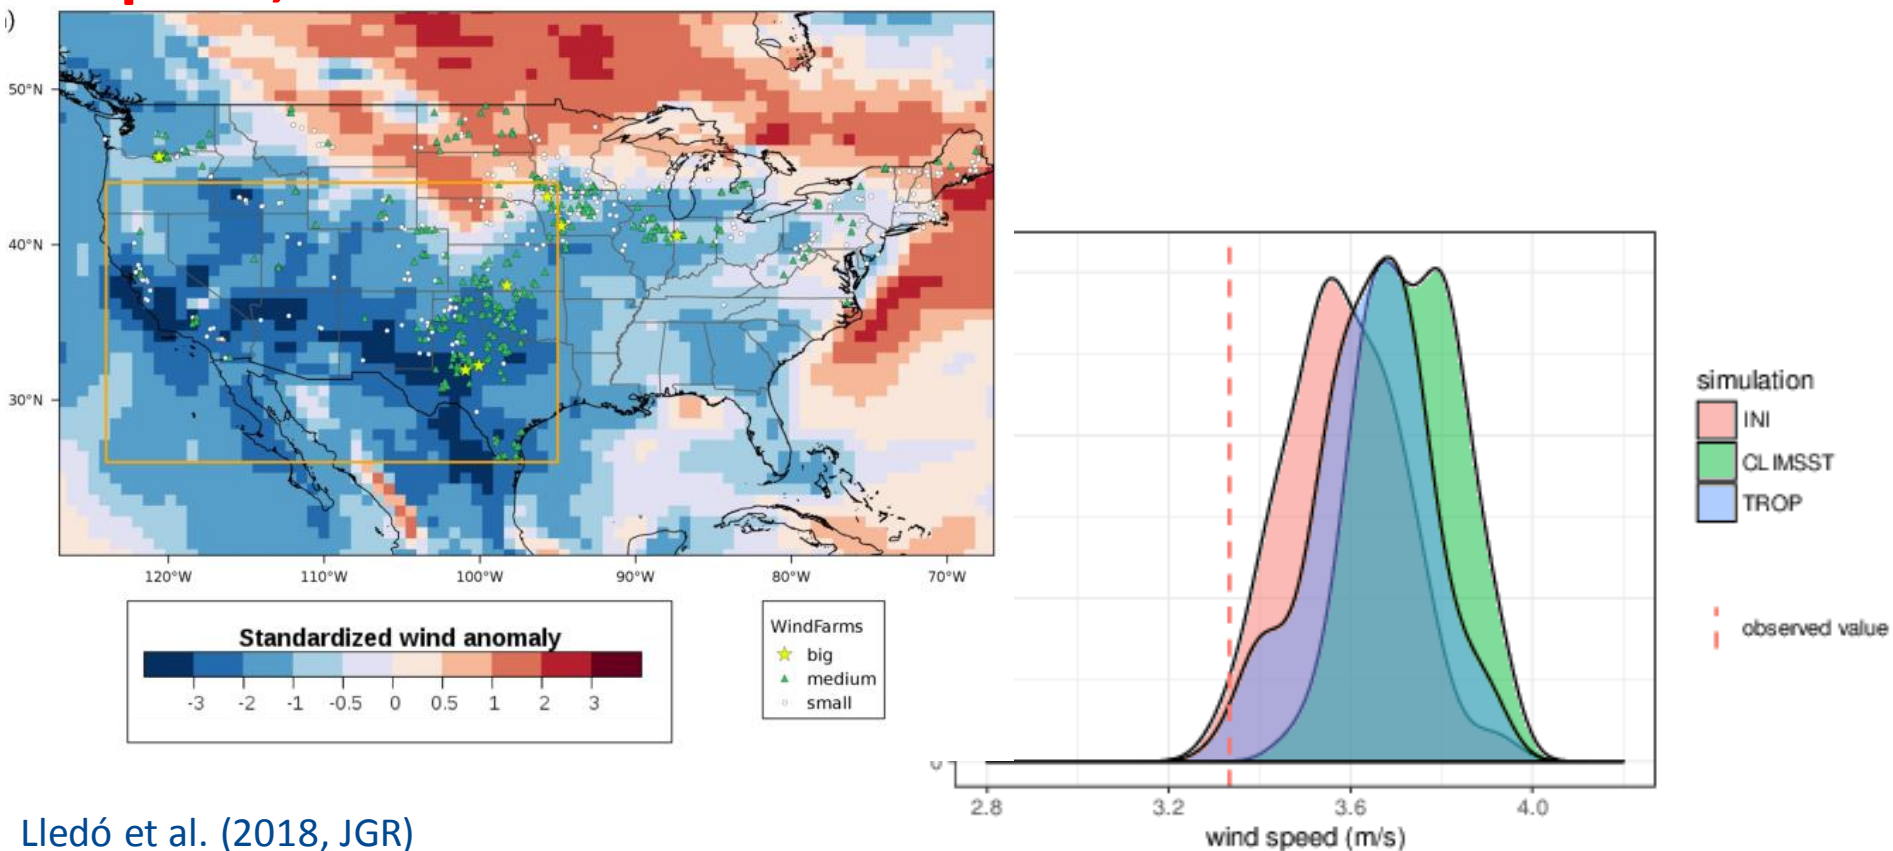 )
50°N
40°N
30°N
120°W 110°W 100°W 90°W 80°W 70°W
Standardized wind anomaly
-3 -2 -1 -0.5 0 0.5 1 2 3
WindFarms
big
medium
small
simulation
INI
CLIMSST
TROP
observed value
2.8 3.2 3.6 4.0
wind speed (m/s)
Lledó et al. (2018, JGR)